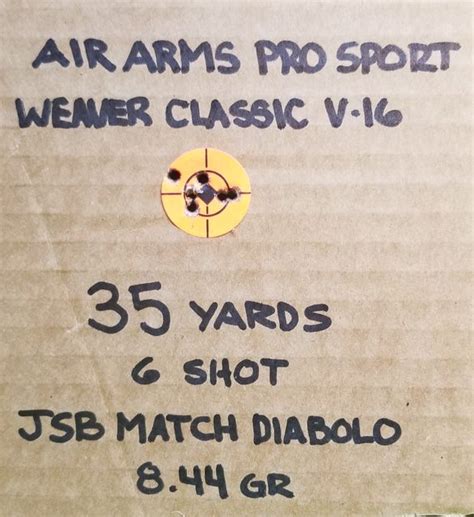 AIR ARMS PRO SPORT
WEAVER CLASSIC V-16
35 YARDS
6 SHOT
JSB MATCH DIABOLO
8.44 GR